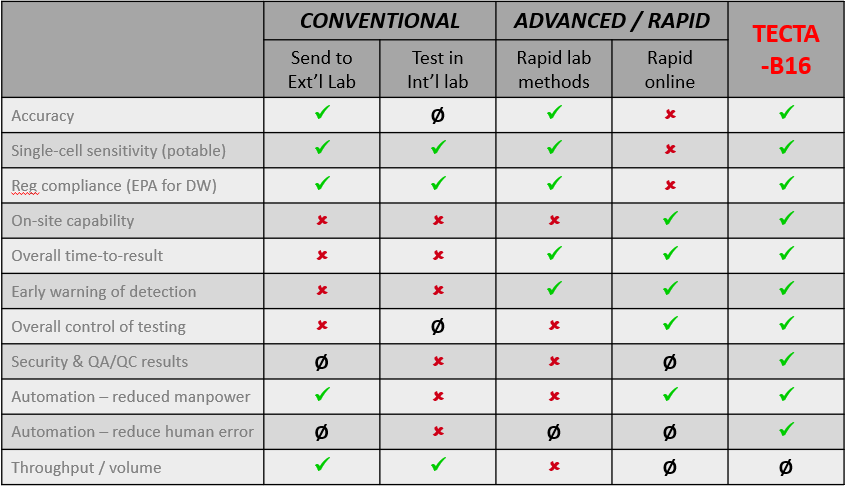 CONVENTIONAL ADVANCED / RAPID TECTA
-B16
Send to Test in Rapid lab Rapid
Ext’l Lab Int’l lab methods online
Accuracy ✓ Ø ✓ ✗ ✓
Single-cell sensitivity (potable) ✓ ✓ ✓ ✗ ✓
Reg compliance (EPA for DW) ✓ ✓ ✓ ✗ ✓
On-site capability ✗ ✗ ✗ ✓ ✓
Overall time-to-result ✗ ✗ ✓ ✓ ✓
Early warning of detection ✗ ✗ ✓ ✓ ✓
Overall control of testing ✗ Ø ✗ ✓ ✓
Security & QA/QC results Ø ✗ ✗ Ø ✓
Automation – reduced manpower ✓ ✗ ✗ ✓ ✓
Automation – reduce human error Ø ✗ Ø Ø ✓
Throughput / volume ✓ ✓ ✗ Ø Ø